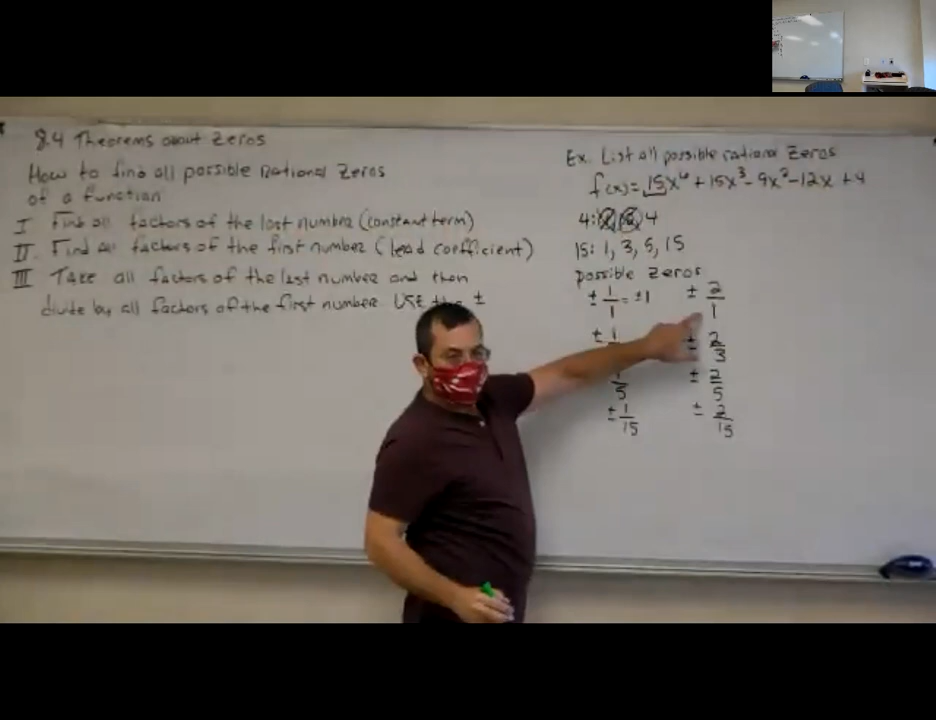 8.4 Theorems about Zeros
How to find all possible Rational Zeros
of a function
I Find all factors of the last number (constant term)
II. Find all factors of the first number (lead coefficient)
III Take all factors of the last number and then
divide by all factors of the first number. USE the ±
Ex. List all possible rational Zeros
f(x) = 15x⁶ + 15x³ - 9x² - 12x + 4
4: 4
15: 1, 3, 5, 15
possible zeros
± 1/1 = ±1 ± 2/1
± 1 ± 2/3
1/5 ± 2/5
± 1/15 ± 2/15